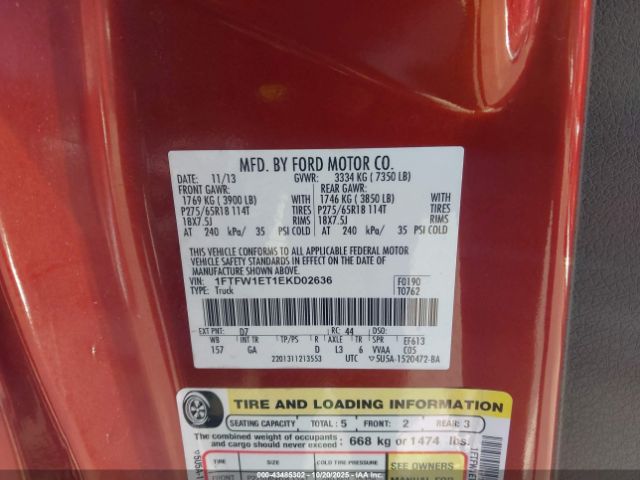 MFD. BY FORD MOTOR CO.
DATE: 11/13 GVWR: 3334 KG ( 7350 LB)
FRONT GAWR: REAR GAWR:
1769 KG ( 3900 LB) WITH 1746 KG ( 3850 LB) WITH
P275/65R18 114T TIRES P275/65R18 114T TIRES
18X7.5J RIMS 18X7.5J RIMS
AT 240 kPa/ 35 PSI COLD AT 240 kPa/ 35 PSI COLD
THIS VEHICLE CONFORMS TO ALL APPLICABLE FEDERAL MOTOR
VEHICLE SAFETY STANDARDS IN EFFECT ON THE DATE OF
MANUFACTURE SHOWN ABOVE.
VIN: 1FTFW1ET1EKD02636 F0190
TYPE: Truck T0762
EXT PNT: D7 RC: 44 DSO:
WB INT TR TP/PS R AXLE TR SPR EF613
157 GA D L3 6 VVAA C05
2201311213553 UTC 5U5A-1520472-BA
TIRE AND LOADING INFORMATION
SEATING CAPACITY TOTAL: 5 FRONT: 2 REAR: 3
The combined weight of occupants
and cargo should never exceed: 668 kg or 1474 lbs.
TIRE SIZE COLD TIRE PRESSURE SEE OWNERS
MANUAL FOR
000-43485302 - 10/20/2025 - IAA Inc.